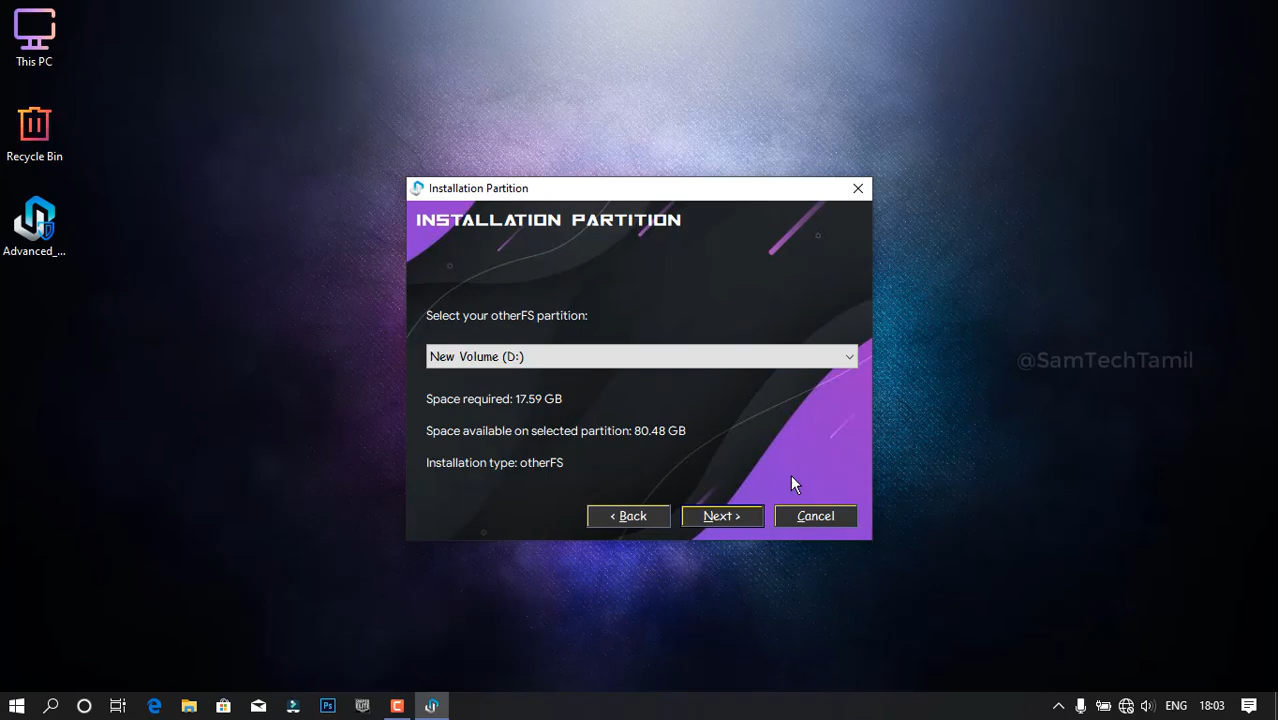 This PC
Recycle Bin
Advanced_...
Installation Partition
INSTALLATION PARTITION
Select your otherFS partition:
New Volume (D:)
Space required: 17.59 GB
Space available on selected partition: 80.48 GB
Installation type: otherFS
< Back
Next >
Cancel
@SamTechTamil
Ps
ENG
18:03